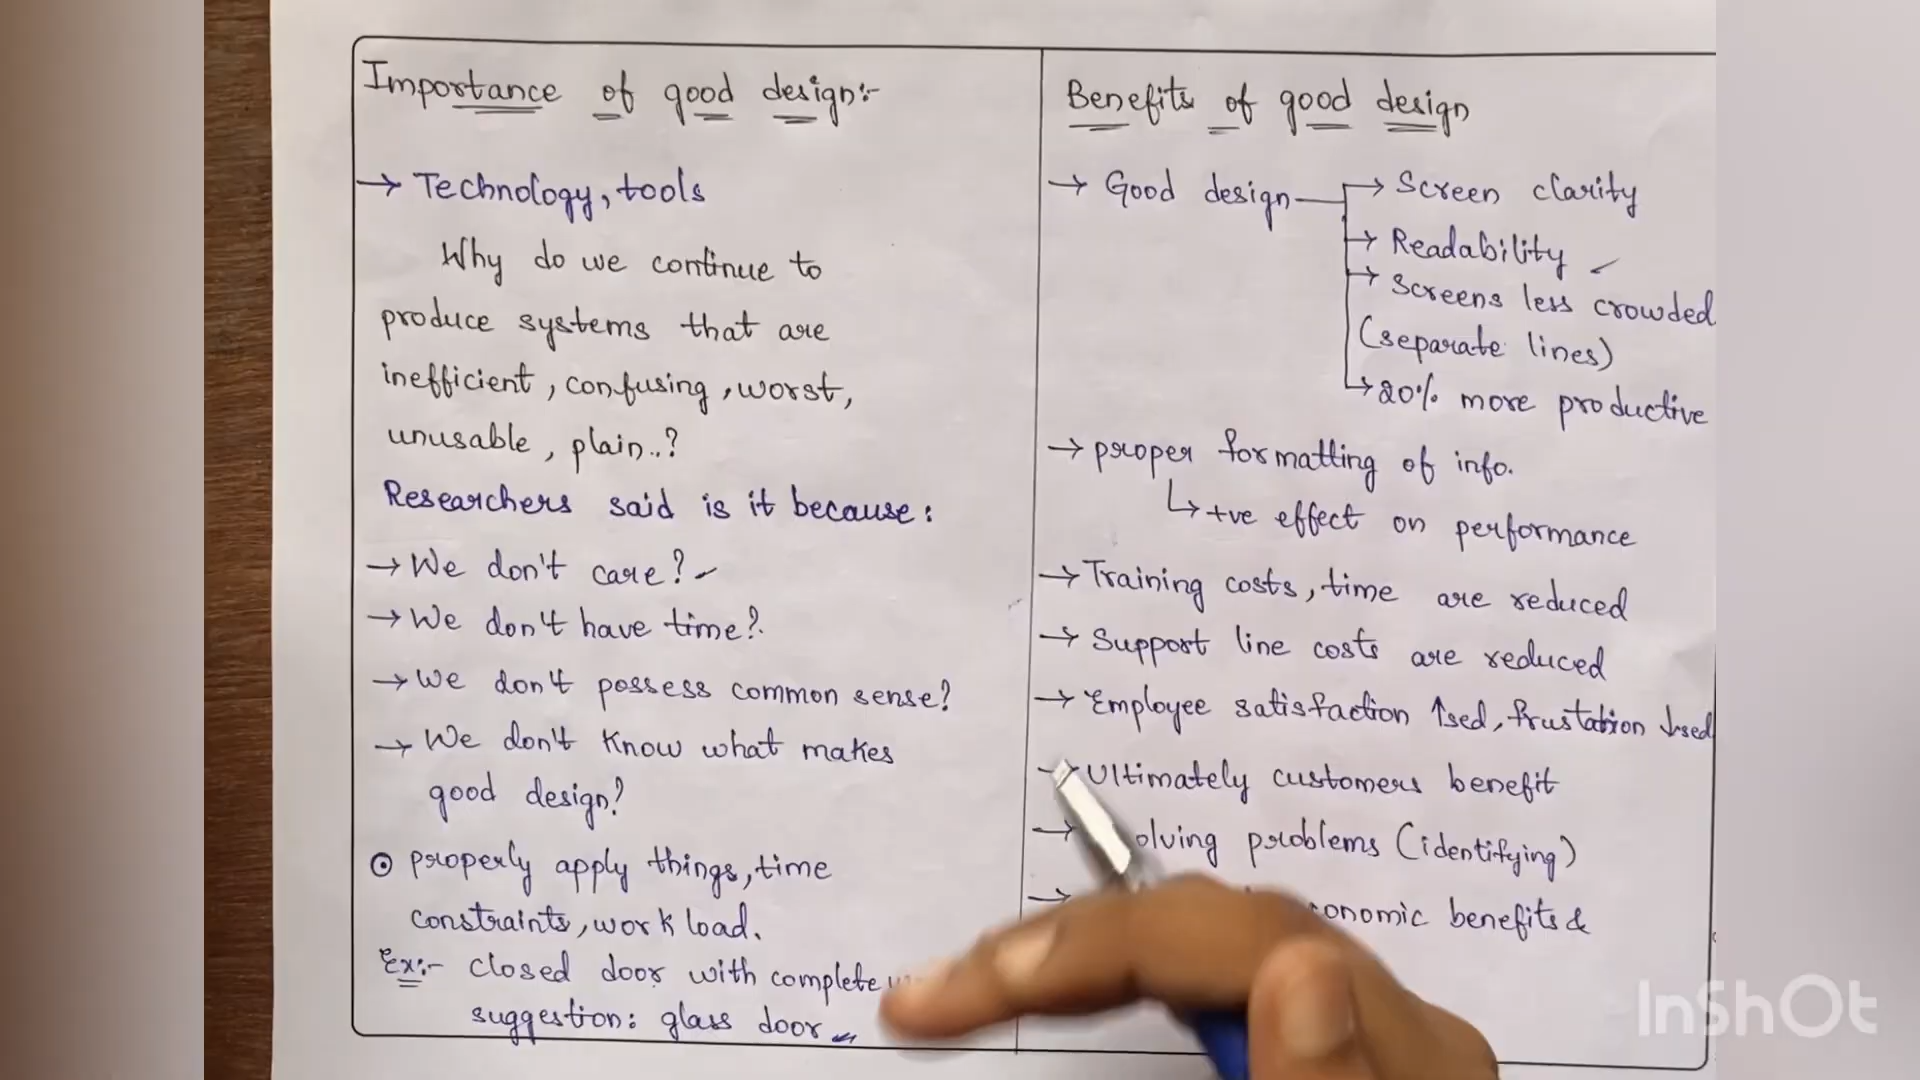 Importance of good design:-
→ Technology, tools
Why do we continue to
produce systems that are
inefficient, confusing, worst,
unusable, plain..?
Researchers said is it because:
→ We don't care?
→ We don't have time?
→ We don't possess common sense?
→ We don't know what makes
good design?
⊙ properly apply things, time
constraints, work load.
Ex:- closed door with complete
suggestion: glass door
Benefits of good design
→ Good design → Screen clarity
→ Readability
→ Screens less crowded
(separate lines)
→ 20% more productive
→ proper formatting of info.
↳ +ve effect on performance
→ Training costs, time are reduced
→ Support line costs are reduced
→ Employee satisfaction ↑sed, frustation ↓sed
→ Ultimately customers benefit
→ olving problems (identifying)
→ conomic benefits &
InShOt